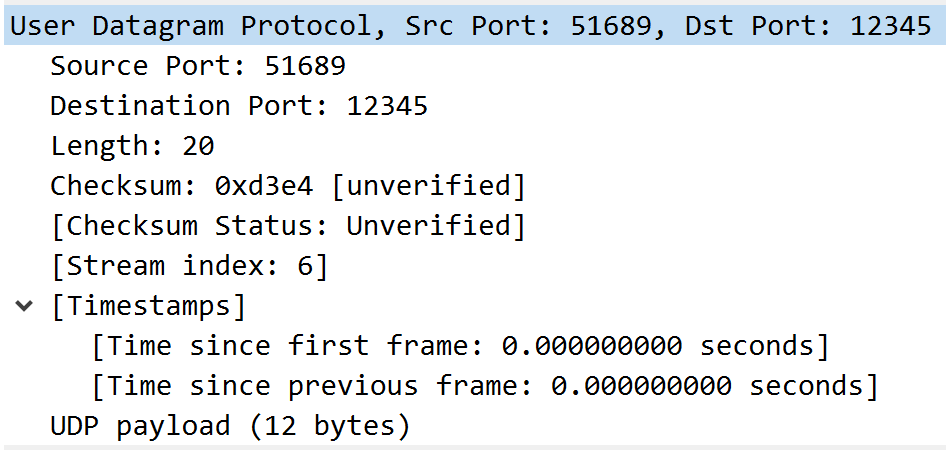 User Datagram Protocol, Src Port: 51689, Dst Port: 12345
Source Port: 51689
Destination Port: 12345
Length: 20
Checksum: 0xd3e4 [unverified]
[Checksum Status: Unverified]
[Stream index: 6]
[Timestamps]
[Time since first frame: 0.000000000 seconds]
[Time since previous frame: 0.000000000 seconds]
UDP payload (12 bytes)